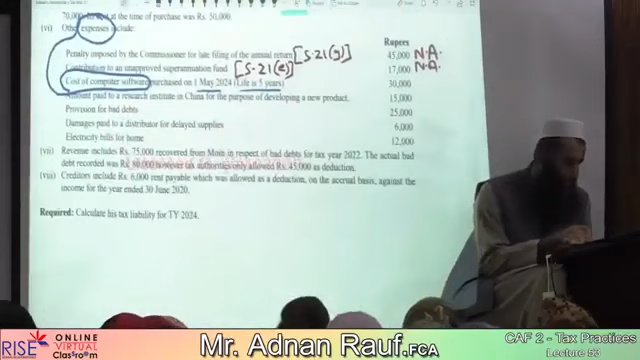 70,000. at the time of purchase was Rs. 50,000.
(vi) Other expenses include:
Rupees
Penalty imposed by the Commissioner for late filing of the annual return [S-21(g)] 45,000 N.A.
Contribution to an unapproved superannuation fund [S-21(e)] 17,000 N.A.
Cost of computer software purchased on 1 May 2024 (Life is 5 years) 30,000
Amount paid to a research institute in China for the purpose of developing a new product. 15,000
Provision for bad debts 25,000
Damages paid to a distributor for delayed supplies 6,000
Electricity bills for home 12,000
(vii) Revenue includes Rs. 75,000 recovered from Moin in respect of bad debts for tax year 2022. The actual bad
debt recorded was Rs. tax authorities only allowed Rs. 45,000 as deduction.
(viii) Creditors include Rs. 6,000 rent payable which was allowed as a deduction, on the accrual basis, against the
income for the year ended 30 June 2020.
Required: Calculate his tax liability for TY 2024.
RISE
ONLINE
VIRTUAL
Classroom
Mr. Adnan Rauf.FCA
CAF 2 - Tax Practices
Lecture 53